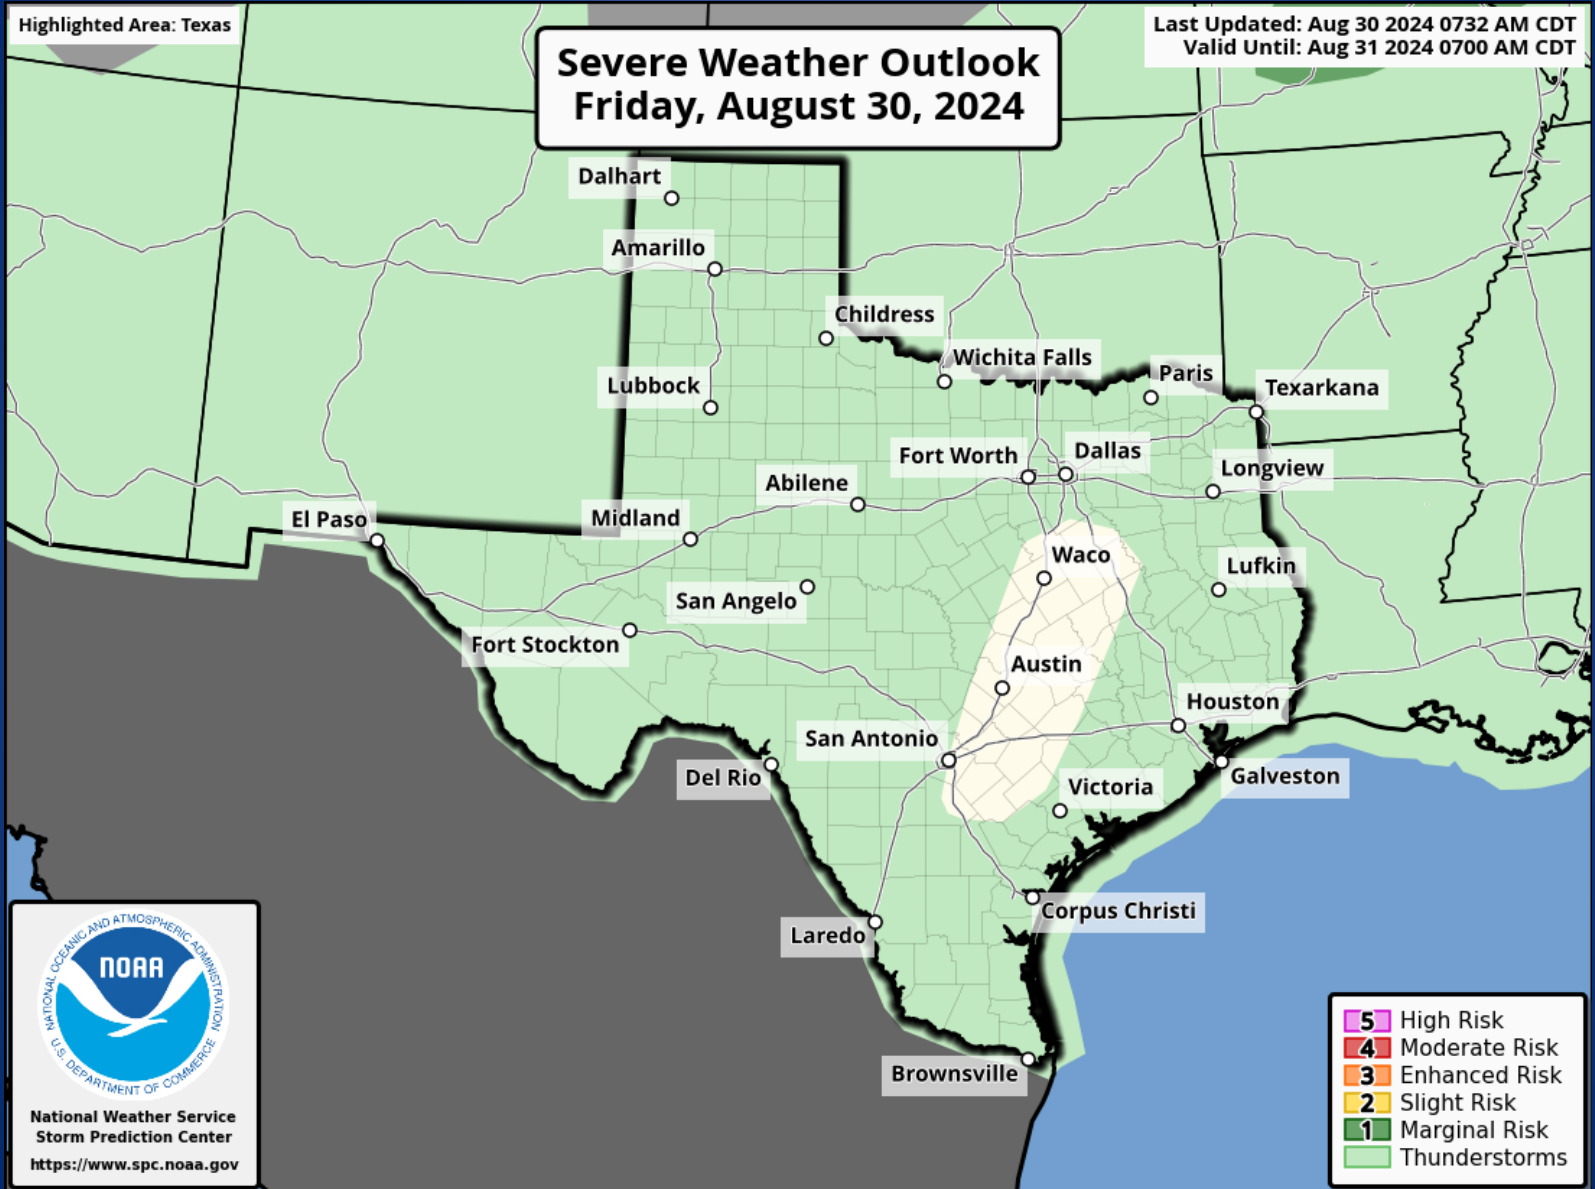 Highlighted Area: Texas
Severe Weather Outlook
Friday, August 30, 2024
Last Updated: Aug 30 2024 0732 AM CDT
Valid Until: Aug 31 2024 0700 AM CDT
Dalhart
Amarillo
Childress
Wichita Falls
Paris
Texarkana
Lubbock
Fort Worth
Dallas
Longview
Abilene
El Paso
Midland
Waco
Lufkin
San Angelo
Fort Stockton
Austin
Houston
San Antonio
Del Rio
Galveston
Victoria
Corpus Christi
Laredo
Brownsville
NATIONAL OCEANIC AND ATMOSPHERIC ADMINISTRATION
NOAA
U.S. DEPARTMENT OF COMMERCE
National Weather Service
Storm Prediction Center
https://www.spc.noaa.gov
5 High Risk
4 Moderate Risk
3 Enhanced Risk
2 Slight Risk
1 Marginal Risk
Thunderstorms